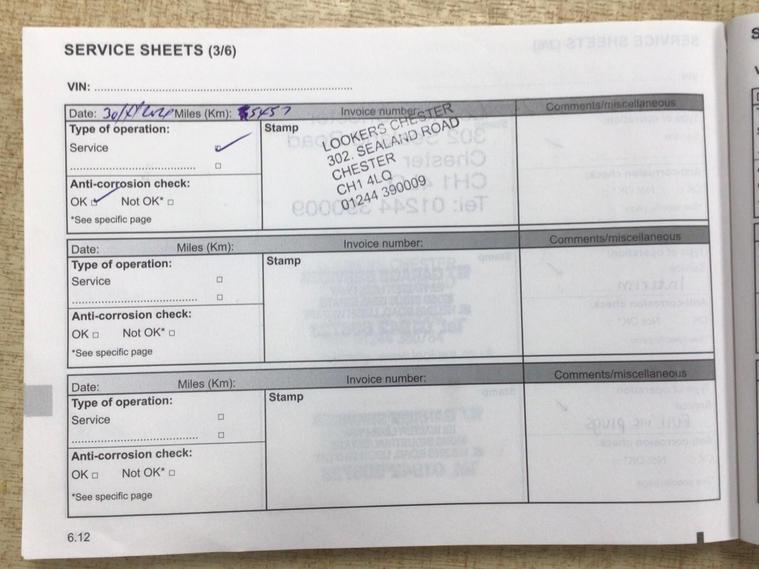 SERVICE SHEETS (3/6)
VIN:
Date: Miles (Km): Invoice number: Comments/miscellaneous
Type of operation: Stamp
Service
LOOKERS CHESTER
302. SEALAND ROAD
CHESTER
CH1 4LQ
01244 390009
Anti-corrosion check:
OK Not OK*
*See specific page
Date: Miles (Km): Invoice number: Comments/miscellaneous
Type of operation: Stamp
Service
Anti-corrosion check:
OK Not OK*
*See specific page
Date: Miles (Km): Invoice number: Comments/miscellaneous
Type of operation: Stamp
Service
Anti-corrosion check:
OK Not OK*
*See specific page
6.12